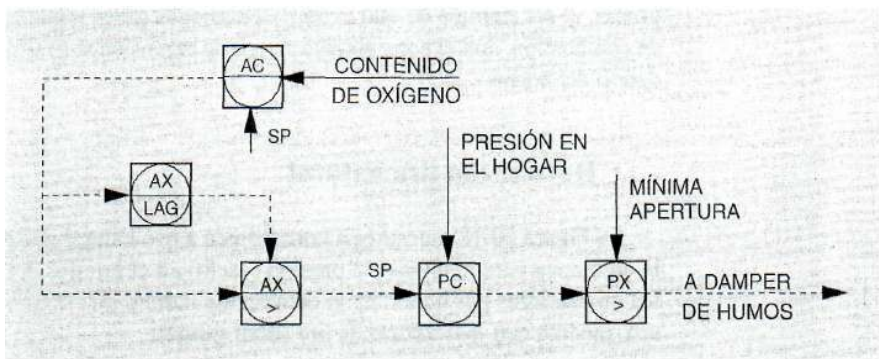 AC
CONTENIDO
DE OXÍGENO
SP
PRESIÓN EN
EL HOGAR
AX
LAG
MÍNIMA
APERTURA
AX
>
SP
PC
PX
>
A DAMPER
DE HUMOS